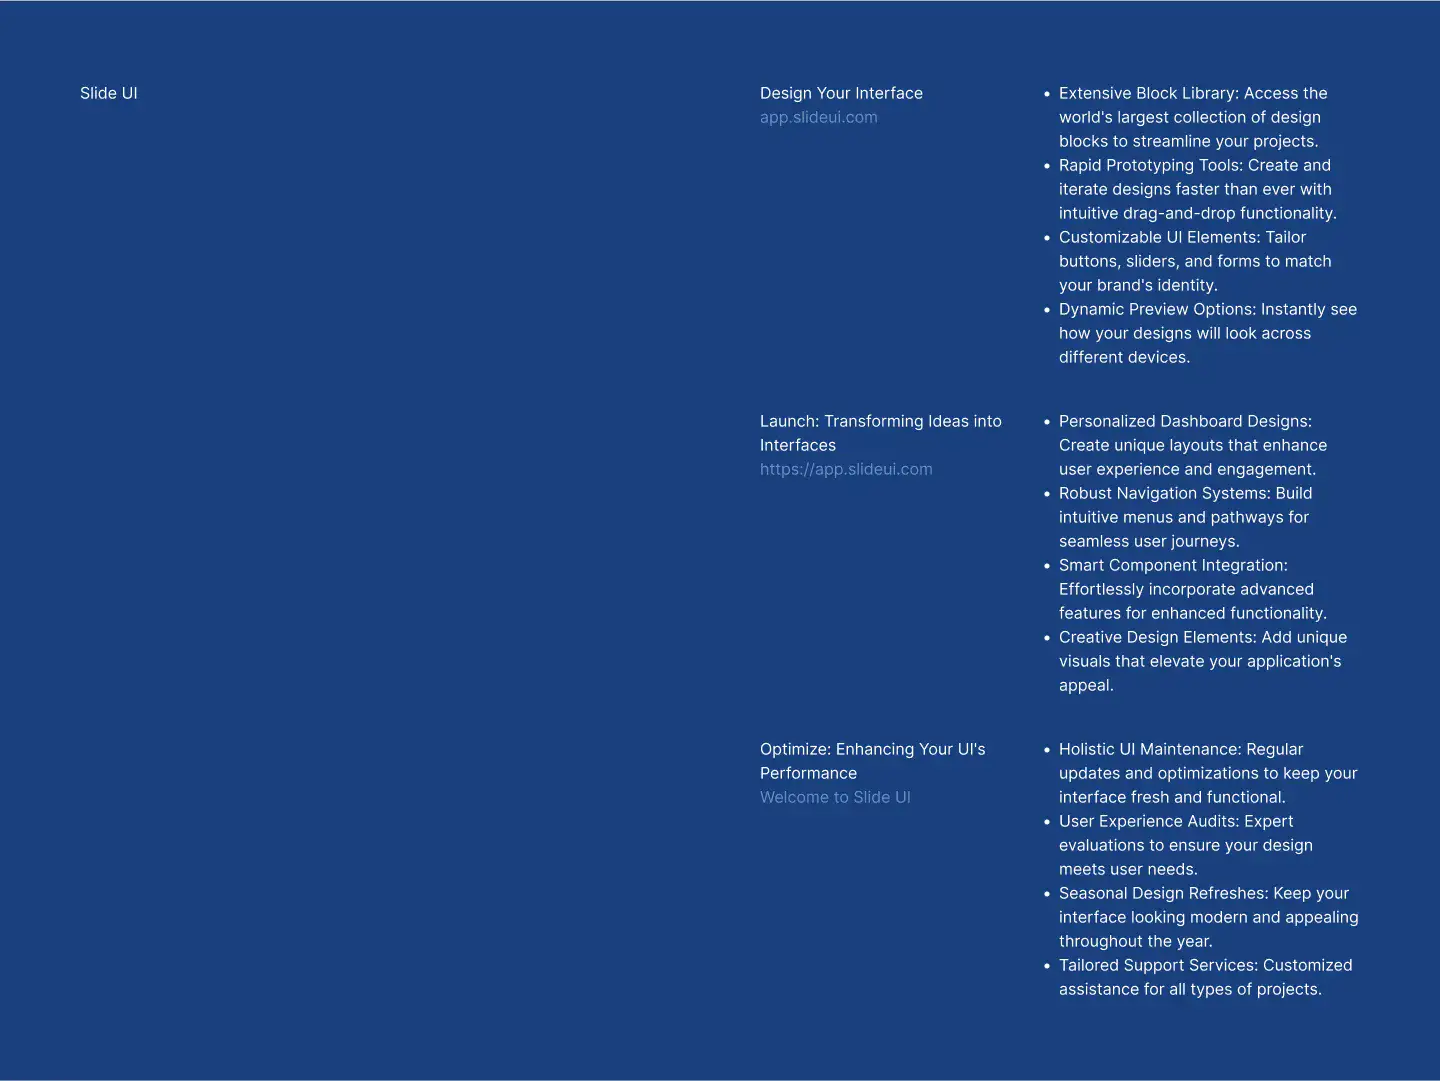 Slide UI
Design Your Interface
app.slideui.com
• Extensive Block Library: Access the
world's largest collection of design
blocks to streamline your projects.
• Rapid Prototyping Tools: Create and
iterate designs faster than ever with
intuitive drag-and-drop functionality.
• Customizable UI Elements: Tailor
buttons, sliders, and forms to match
your brand's identity.
• Dynamic Preview Options: Instantly see
how your designs will look across
different devices.
Launch: Transforming Ideas into
Interfaces
https://app.slideui.com
• Personalized Dashboard Designs:
Create unique layouts that enhance
user experience and engagement.
• Robust Navigation Systems: Build
intuitive menus and pathways for
seamless user journeys.
• Smart Component Integration:
Effortlessly incorporate advanced
features for enhanced functionality.
• Creative Design Elements: Add unique
visuals that elevate your application's
appeal.
Optimize: Enhancing Your UI's
Performance
Welcome to Slide UI
• Holistic UI Maintenance: Regular
updates and optimizations to keep your
interface fresh and functional.
• User Experience Audits: Expert
evaluations to ensure your design
meets user needs.
• Seasonal Design Refreshes: Keep your
interface looking modern and appealing
throughout the year.
• Tailored Support Services: Customized
assistance for all types of projects.